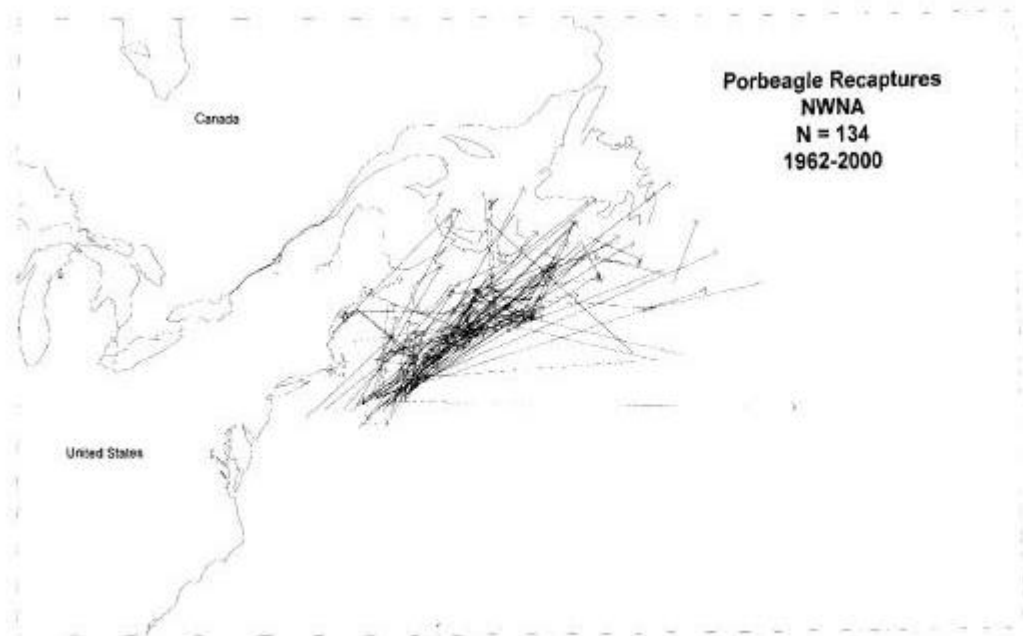 Porbeagle Recaptures
NWNA
N = 134
1962-2000
Canada
United States